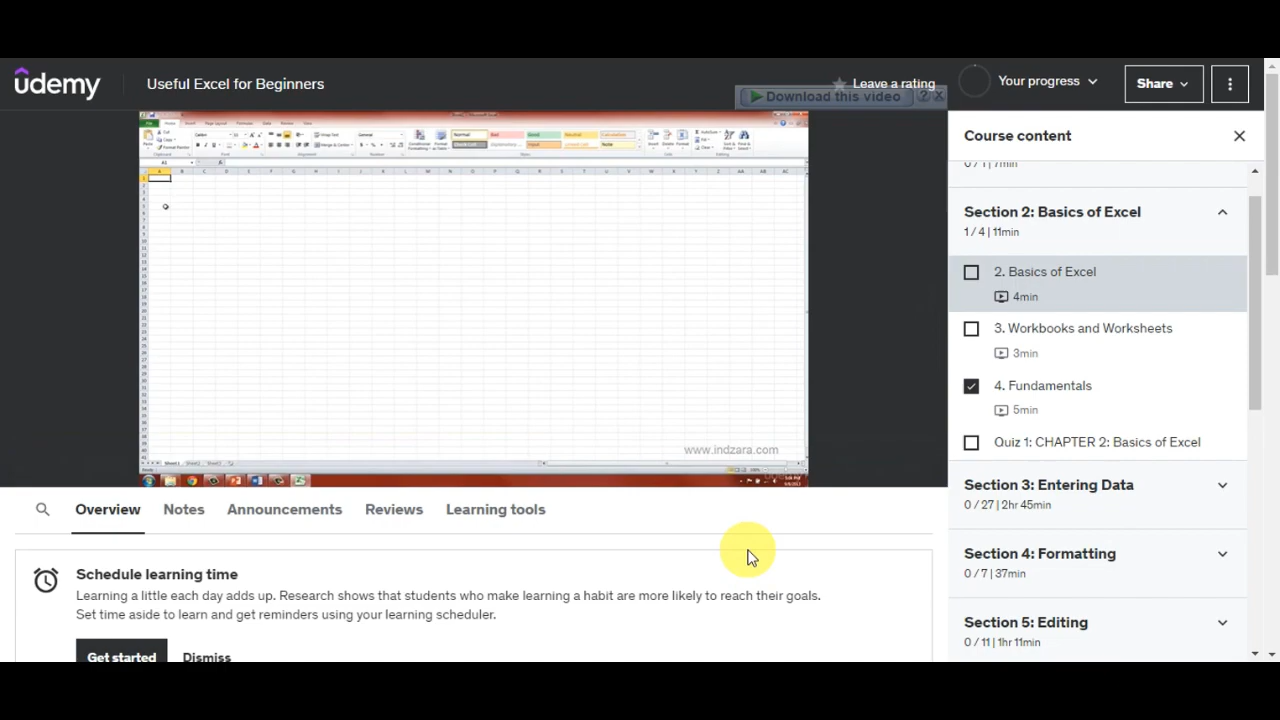 ûdemy
Useful Excel for Beginners
Leave a rating
Your progress
Share
Download this video
Course content
0 / 1 | 7min
Section 2: Basics of Excel
1 / 4 | 11min
2. Basics of Excel
4min
3. Workbooks and Worksheets
3min
4. Fundamentals
5min
Quiz 1: CHAPTER 2: Basics of Excel
Section 3: Entering Data
0 / 27 | 2hr 45min
Section 4: Formatting
0 / 7 | 37min
Section 5: Editing
0 / 11 | 1hr 11min
www.indzara.com
Overview Notes Announcements Reviews Learning tools
Schedule learning time
Learning a little each day adds up. Research shows that students who make learning a habit are more likely to reach their goals.
Set time aside to learn and get reminders using your learning scheduler.
Get started Dismiss